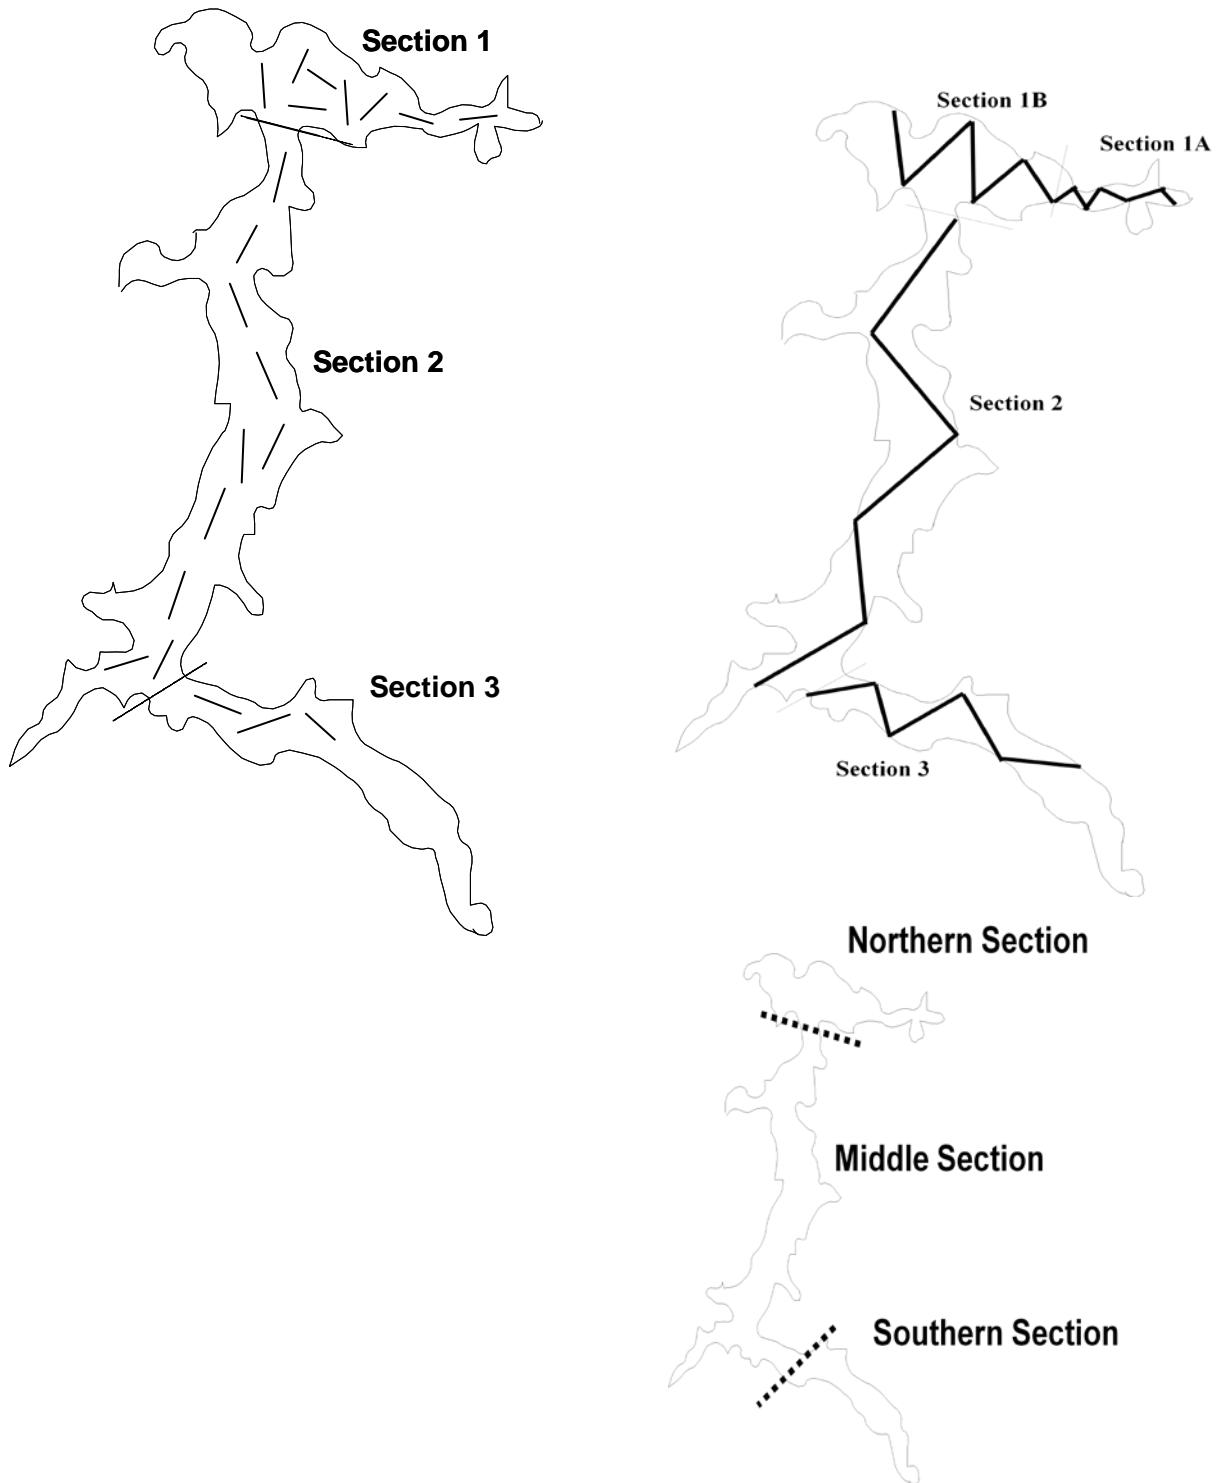 Section 1
Section 2
Section 3
Section 1B
Section 1A
Section 2
Section 3
Northern Section
Middle Section
Southern Section